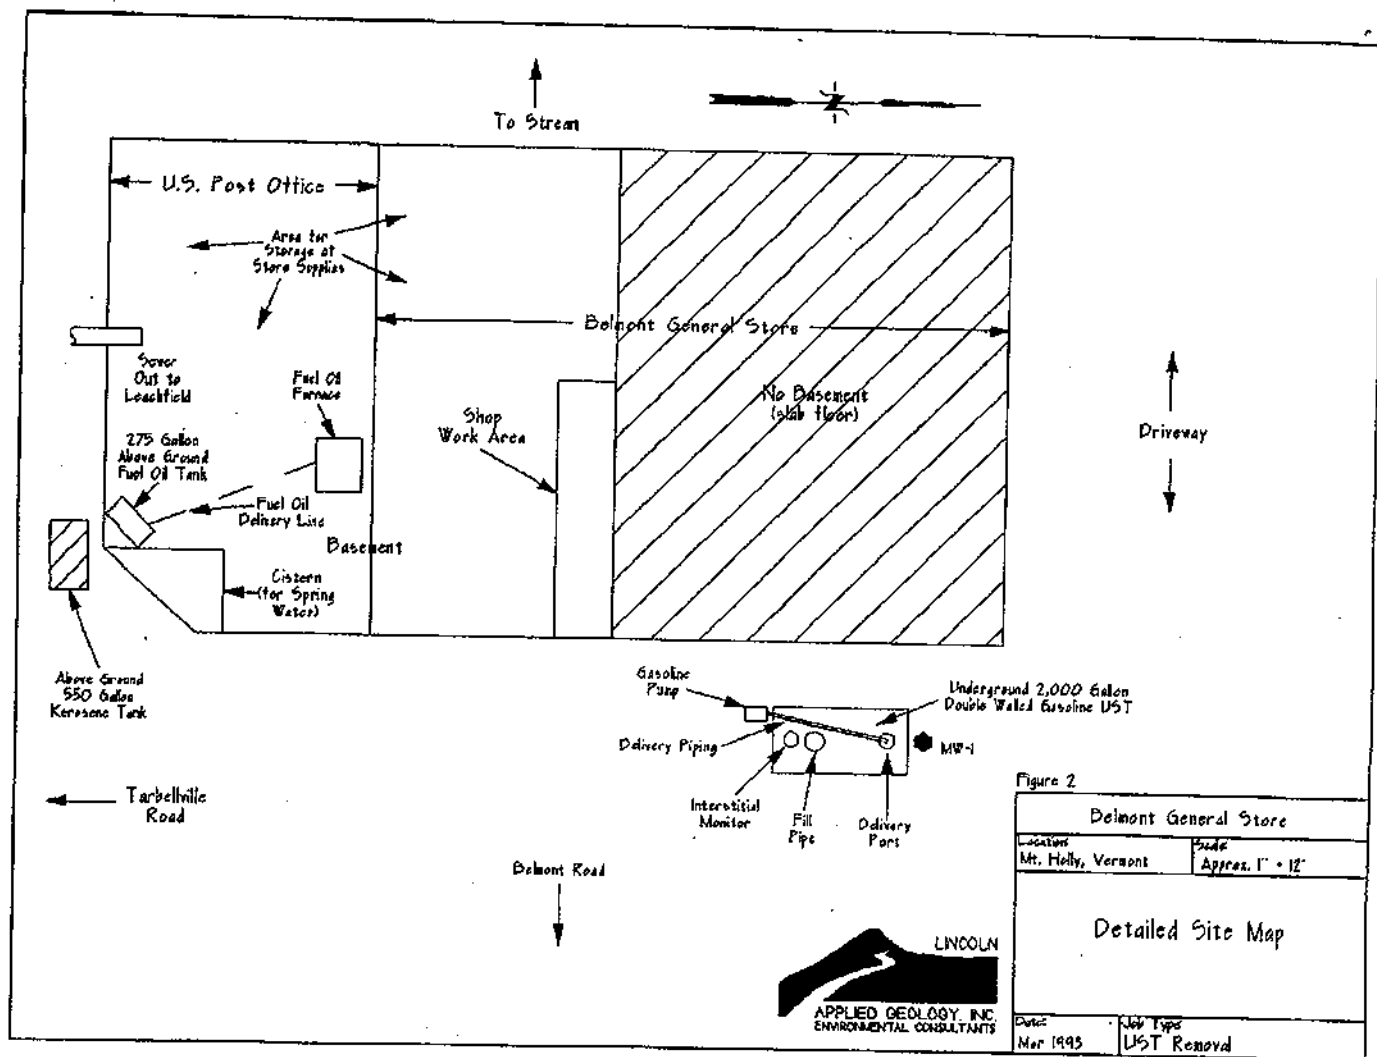 To Stream
U.S. Post Office
Area for
Storage of
Store Supplies
Belmont General Store
Sewer
Out to
Leachfield
Fuel Oil
Furnace
No Basement
(slab floor)
Shop
Work Area
Driveway
275 Gallon
Above Ground
Fuel Oil Tank
Fuel Oil
Delivery Line
Basement
Cistern
(for Spring
Water)
Above Ground
550 Gallon
Kerosene Tank
Gasoline
Pump
Underground 2,000 Gallon
Double Walled Gasoline UST
Delivery Piping
MW-1
Interstitial
Monitor
Fill
Pipe
Delivery
Port
Tarbellville
Road
Belmont Road
Figure 2
Belmont General Store
Location
Mt. Holly, Vermont
Scale
Approx. 1" = 12'
Detailed Site Map
Date
Mar 1993
Job Type
UST Removal
LINCOLN
APPLIED GEOLOGY, INC.
ENVIRONMENTAL CONSULTANTS